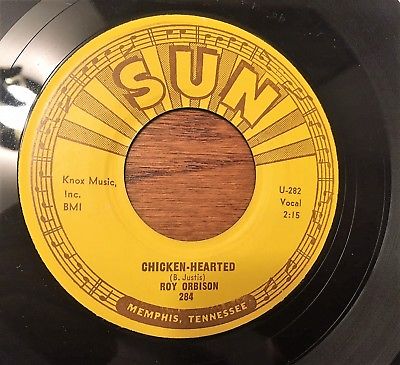 SUN
Knox Music,
Inc.
BMI
U-282
Vocal
2:15
CHICKEN-HEARTED
(B. Justis)
ROY ORBISON
284
MEMPHIS, TENNESSEE